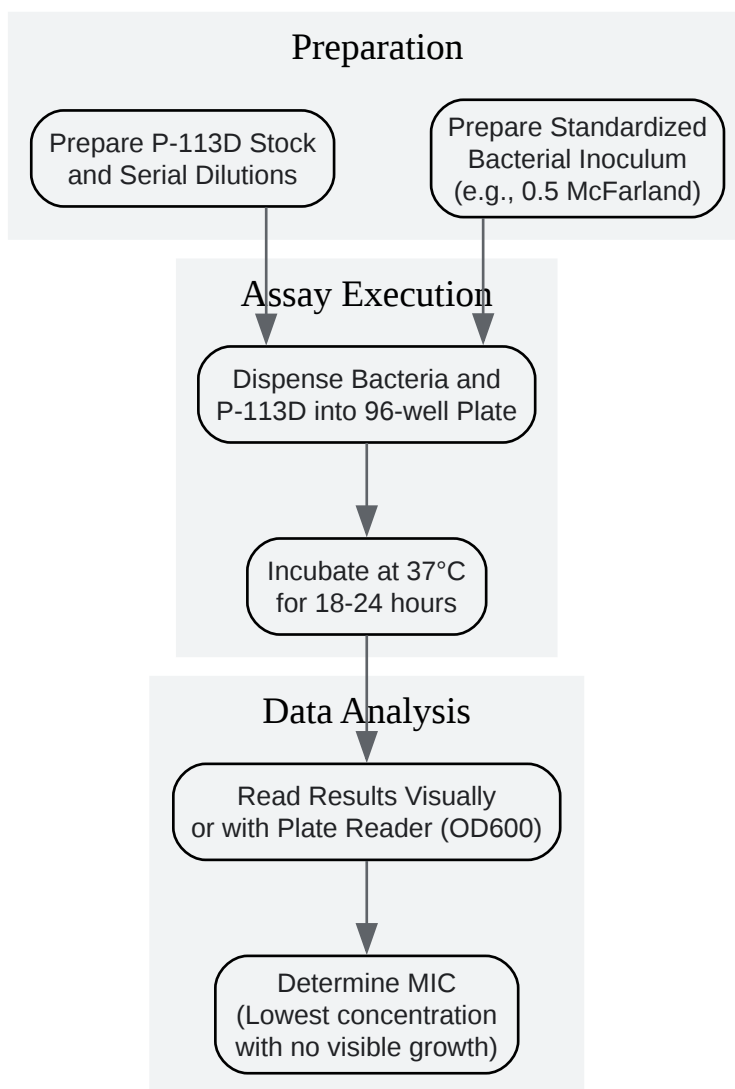 Preparation
Prepare P-113D Stock
and Serial Dilutions
Prepare Standardized
Bacterial Inoculum
(e.g., 0.5 McFarland)
Assay Execution
Dispense Bacteria and
P-113D into 96-well Plate
Incubate at 37°C
for 18-24 hours
Data Analysis
Read Results Visually
or with Plate Reader (OD600)
Determine MIC
(Lowest concentration
with no visible growth)